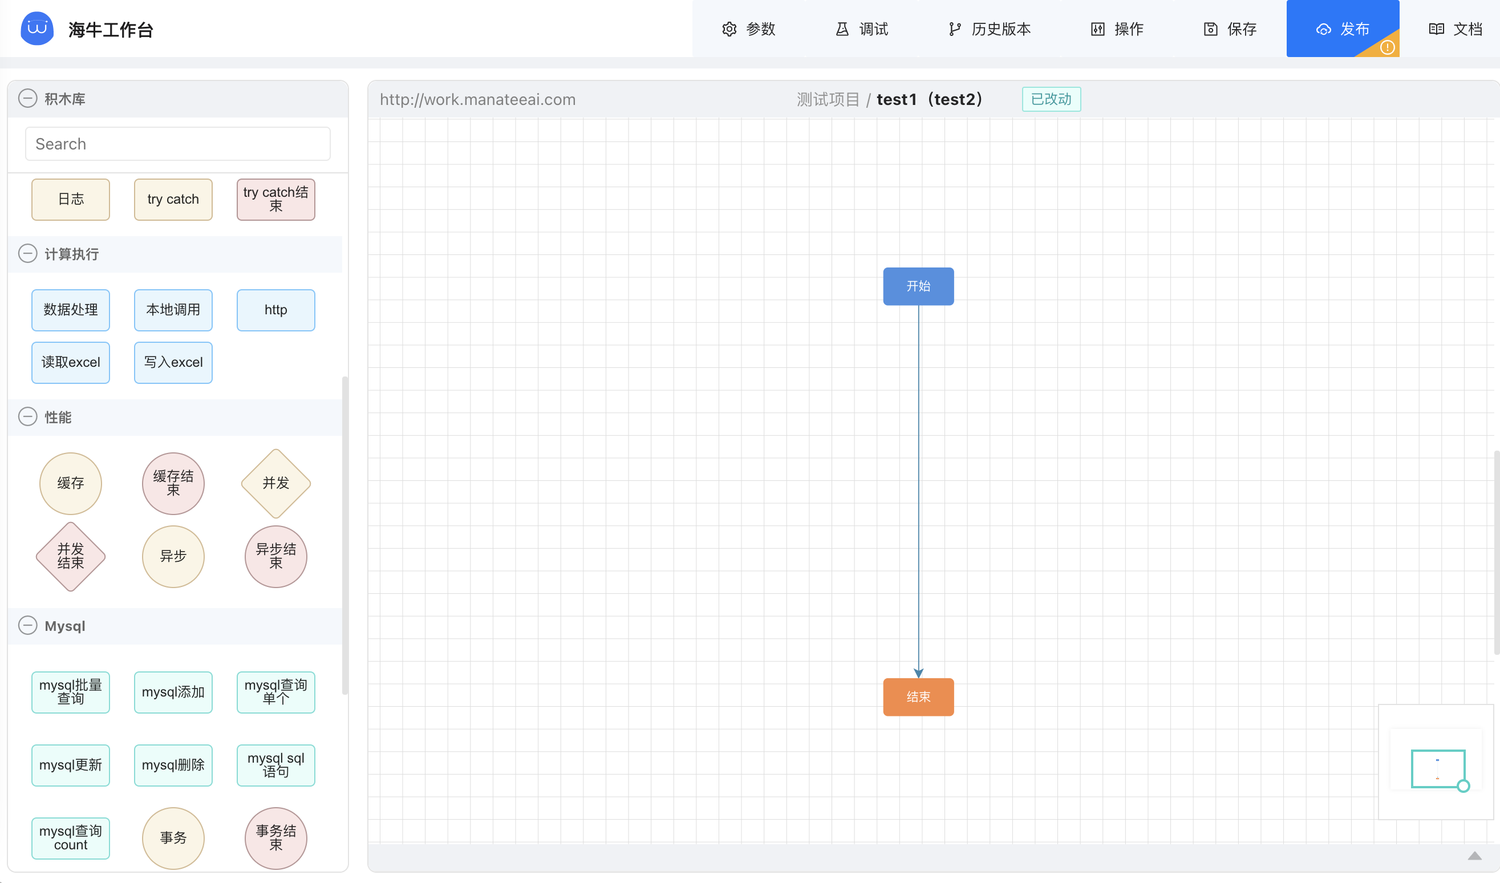 海牛工作台
参数
调试
历史版本
操作
保存
发布
文档
积木库
Search
日志
try catch
try catch结
束
计算执行
数据处理
本地调用
http
读取excel
写入excel
性能
缓存
缓存结
束
并发
并发
结束
异步
异步结
束
Mysql
mysql批量
查询
mysql添加
mysql查询
单个
mysql更新
mysql删除
mysql sql
语句
mysql查询
count
事务
事务结
束
http://work.manateeai.com
测试项目 / test1（test2）
已改动
开始
结束